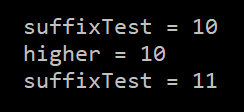 suffixTest = 10
higher = 10
suffixTest = 11